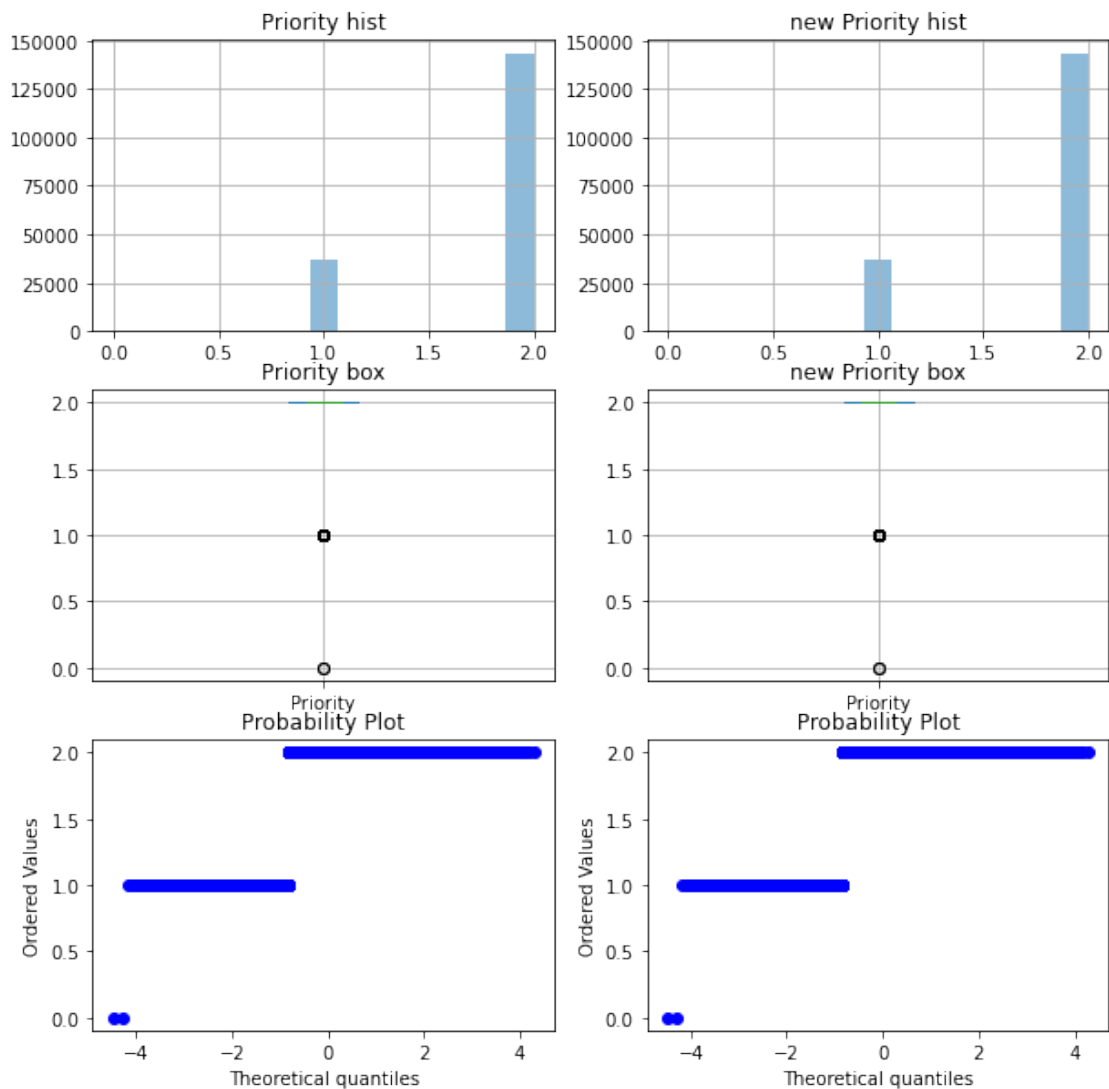 Priority hist
new Priority hist
150000
125000
100000
75000
50000
25000
0
0.0 0.5 1.0 1.5 2.0
150000
125000
100000
75000
50000
25000
0
0.0 0.5 1.0 1.5 2.0
Priority box
new Priority box
2.0
1.5
1.0
0.5
0.0
Priority
2.0
1.5
1.0
0.5
0.0
Priority
Probability Plot
Probability Plot
Ordered Values
2.0
1.5
1.0
0.5
0.0
−4 −2 0 2 4
Theoretical quantiles
Ordered Values
2.0
1.5
1.0
0.5
0.0
−4 −2 0 2 4
Theoretical quantiles